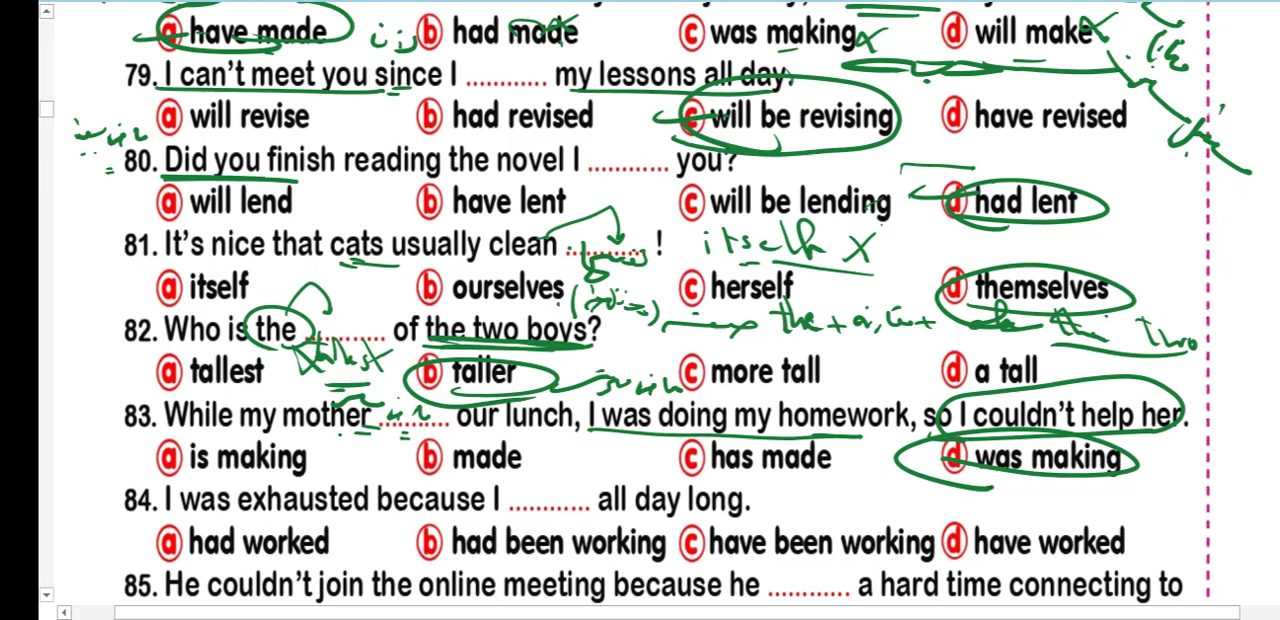 a have made b had made c was making d will make
79. I can't meet you since I ............ my lessons all day.
a will revise b had revised c will be revising d have revised
80. Did you finish reading the novel I ............ you?
a will lend b have lent c will be lending d had lent
81. It's nice that cats usually clean ............ ! itself X
a itself b ourselves c herself d themselves
82. Who is the ............ of the two boys?
a tallest b taller c more tall d a tall
83. While my mother ............ our lunch, I was doing my homework, so I couldn't help her.
a is making b made c has made d was making
84. I was exhausted because I ............ all day long.
a had worked b had been working c have been working d have worked
85. He couldn't join the online meeting because he ............ a hard time connecting to